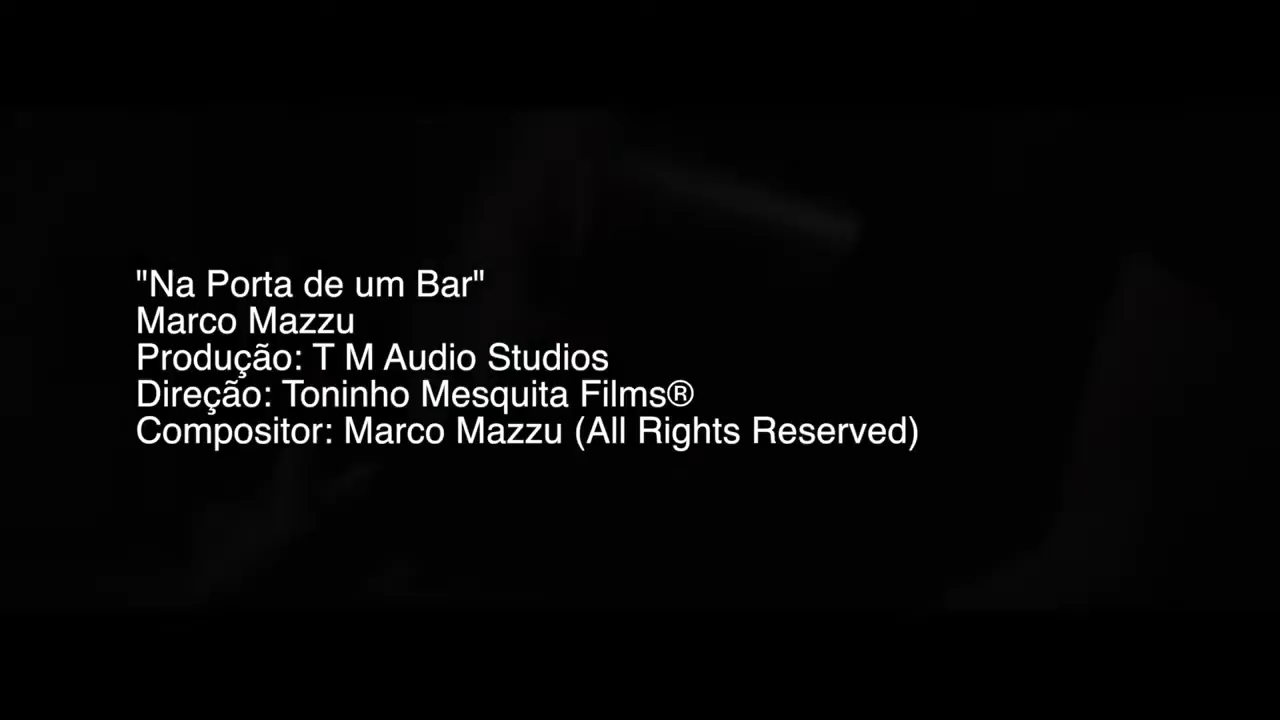 "Na Porta de um Bar"
Marco Mazzu
Produção: T M Audio Studios
Direção: Toninho Mesquita Films®
Compositor: Marco Mazzu (All Rights Reserved)